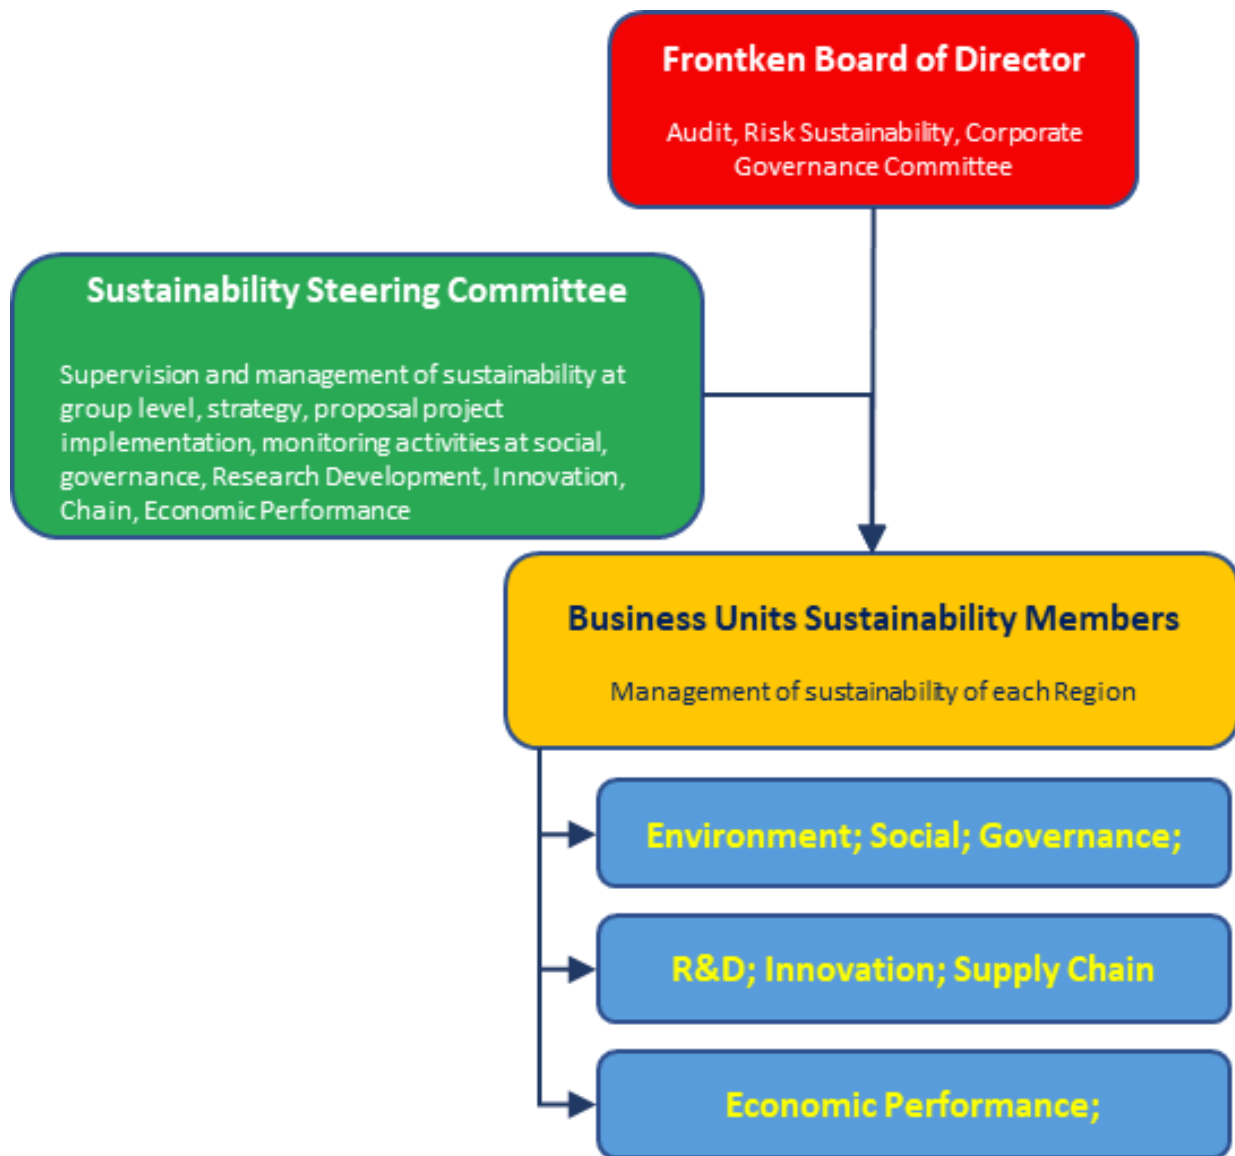 Frontken Board of Director
Audit, Risk Sustainability, Corporate
Governance Committee
Sustainability Steering Committee
Supervision and management of sustainability at
group level, strategy, proposal project
implementation, monitoring activities at social,
governance, Research Development, Innovation,
Chain, Economic Performance
Business Units Sustainability Members
Management of sustainability of each Region
Environment; Social; Governance;
R&D; Innovation; Supply Chain
Economic Performance;